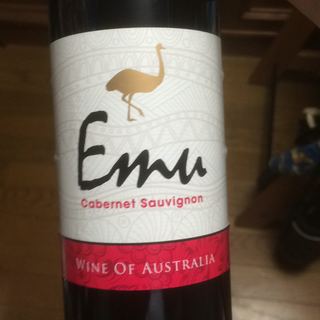 Emu
Cabernet Sauvignon
WINE OF AUSTRALIA